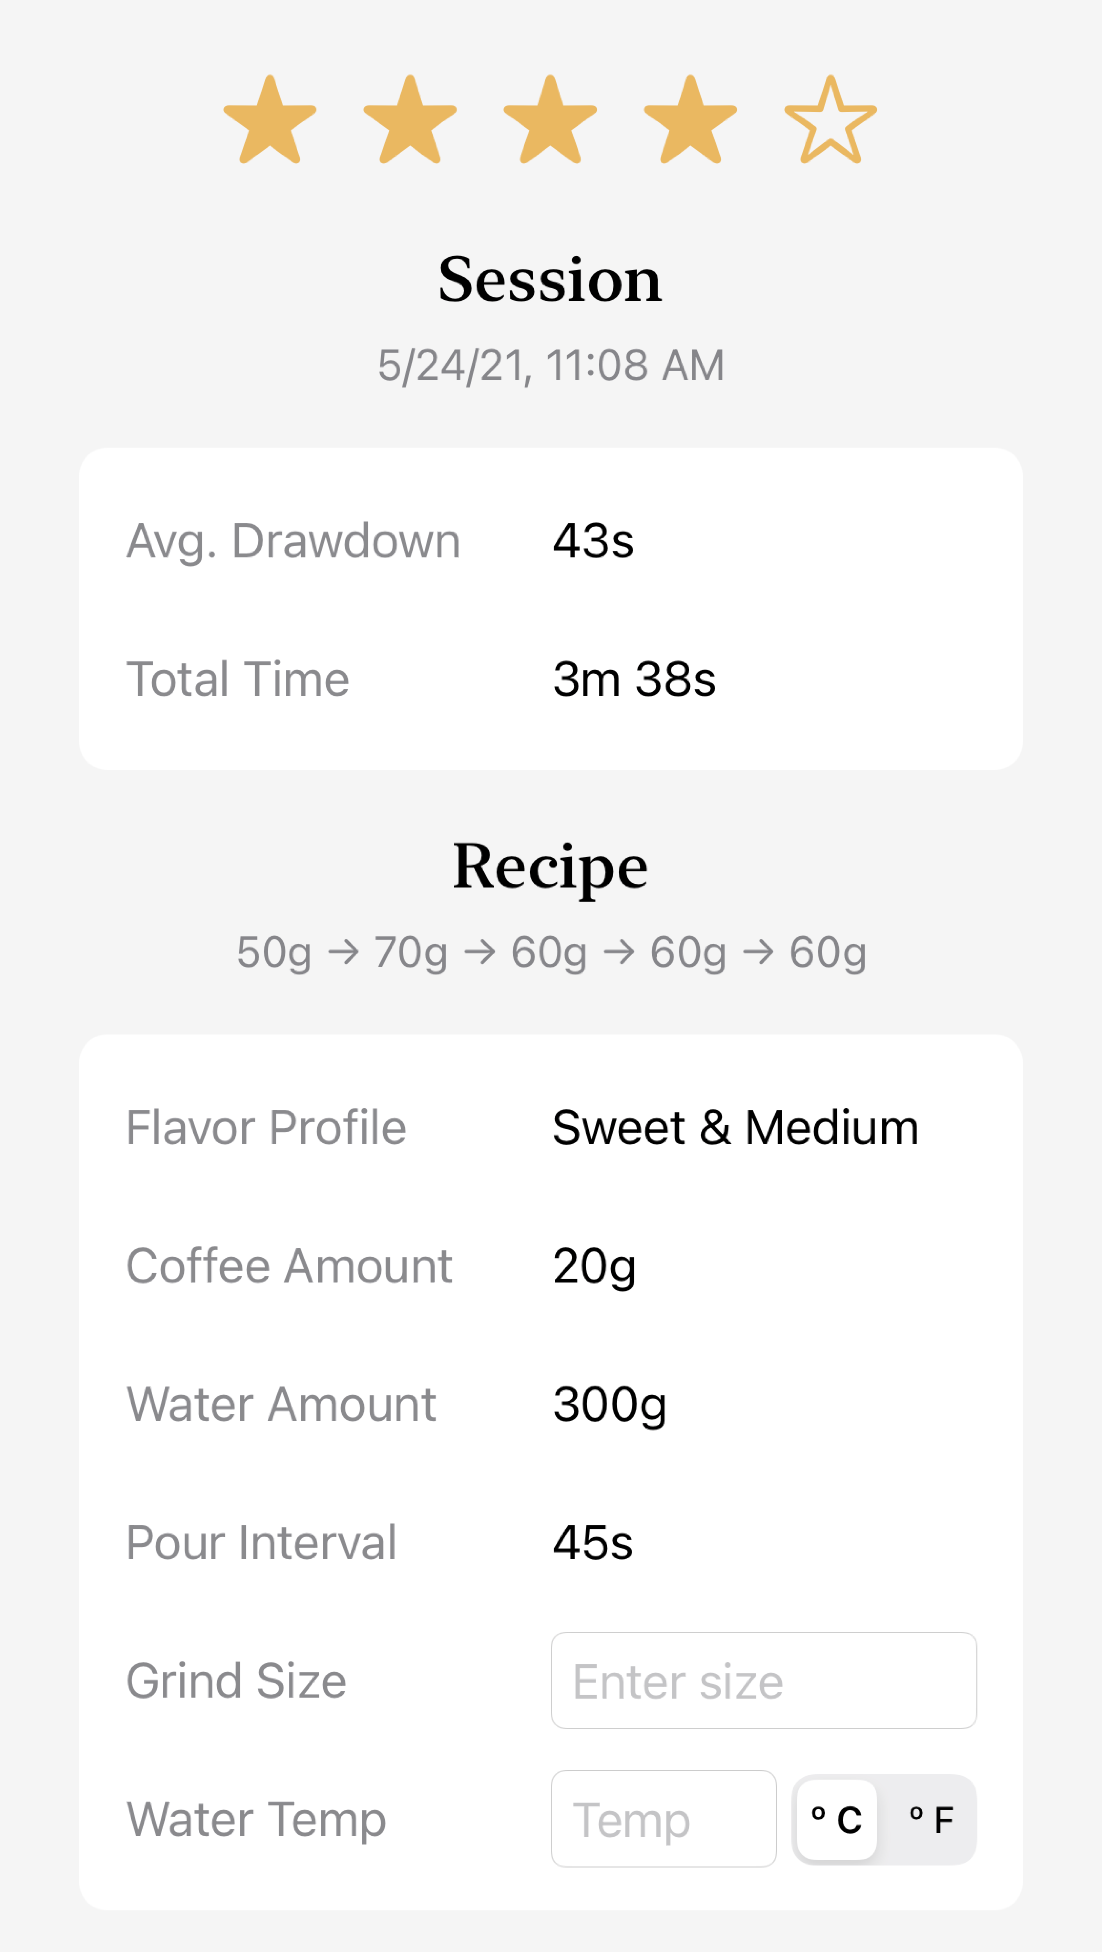 Session
5/24/21, 11:08 AM
Avg. Drawdown 43s
Total Time 3m 38s
Recipe
50g → 70g → 60g → 60g → 60g
Flavor Profile Sweet & Medium
Coffee Amount 20g
Water Amount 300g
Pour Interval 45s
Grind Size Enter size
Water Temp Temp º C º F